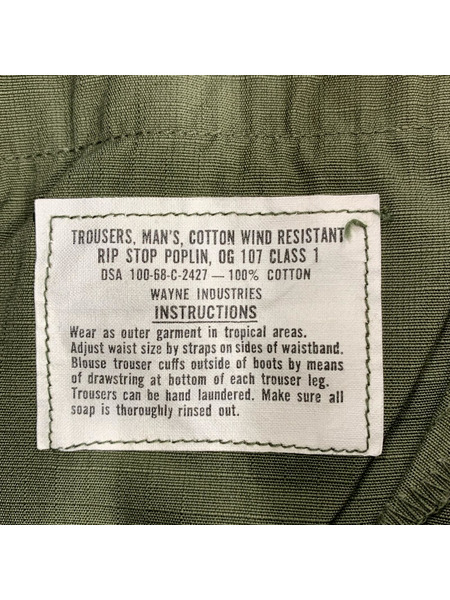 TROUSERS, MAN'S, COTTON WIND RESISTANT
RIP STOP POPLIN, OG 107 CLASS 1
DSA 100-68-C-2427 — 100% COTTON
WAYNE INDUSTRIES
INSTRUCTIONS
Wear as outer garment in tropical areas.
Adjust waist size by straps on sides of waistband.
Blouse trouser cuffs outside of boots by means
of drawstring at bottom of each trouser leg.
Trousers can be hand laundered. Make sure all
soap is thoroughly rinsed out.